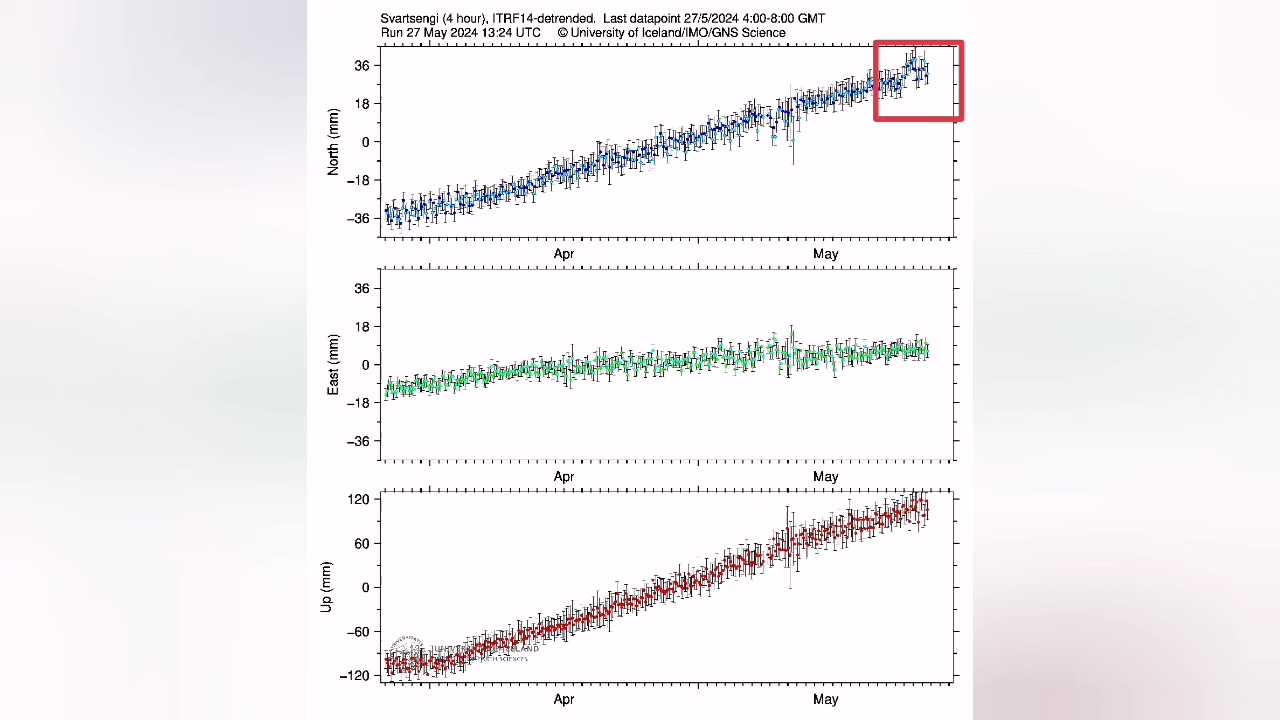 Svartsengi (4 hour), ITRF14-detrended. Last datapoint 27/5/2024 4:00-8:00 GMT
Run 27 May 2024 13:24 UTC © University of Iceland/IMO/GNS Science
North (mm)
36
18
0
−18
−36
Apr May
East (mm)
36
18
0
−18
−36
Apr May
Up (mm)
120
60
0
−60
−120
Apr May